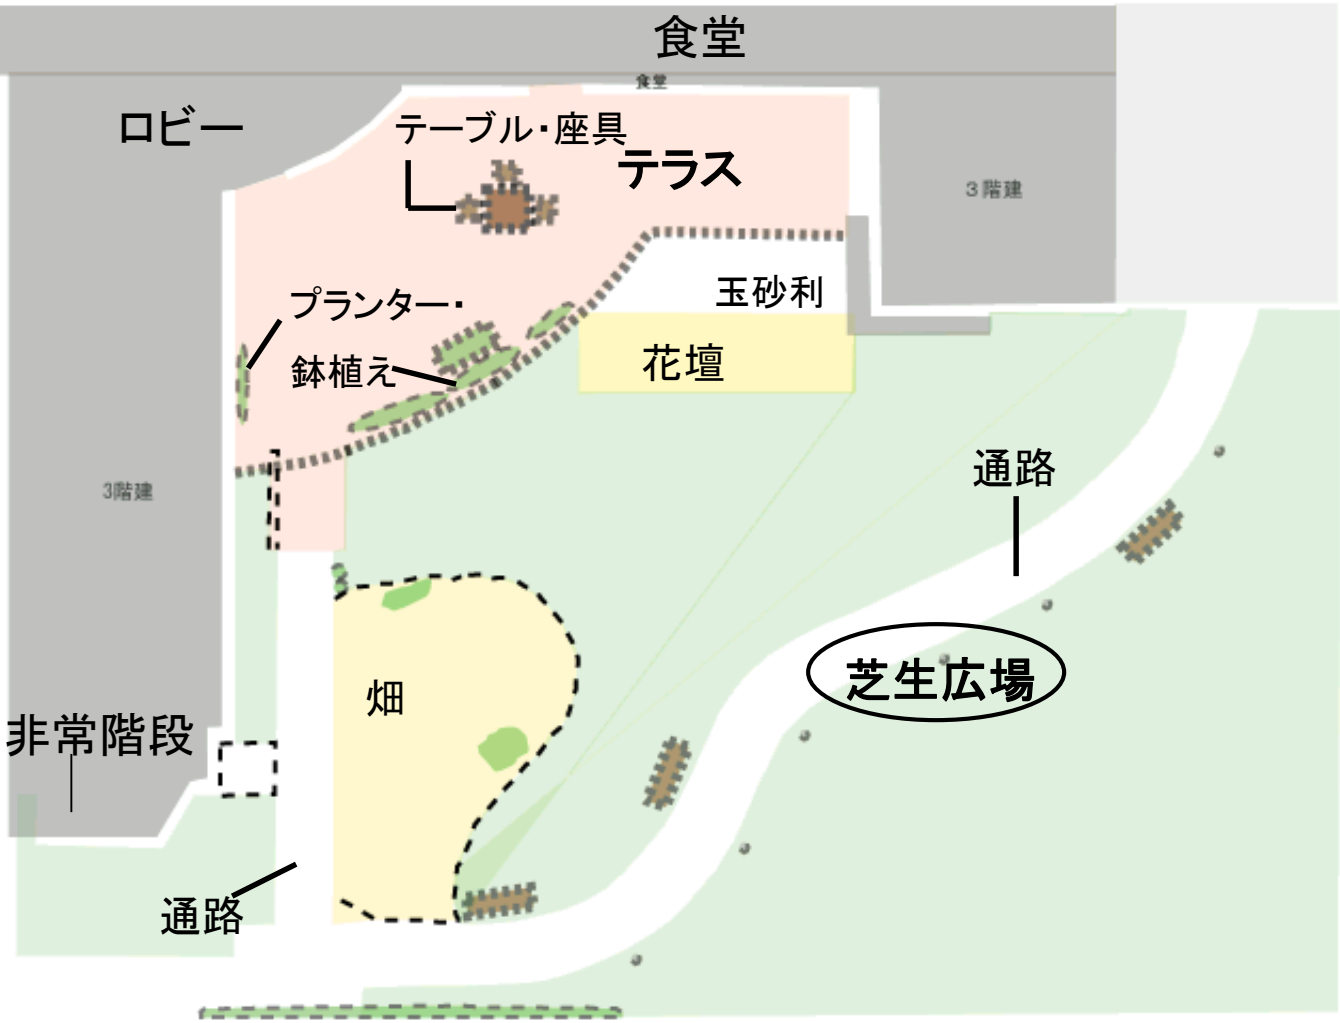 食堂
食堂
ロビー
テーブル・座具
テラス
3階建
プランター・
玉砂利
鉢植え
花壇
通路
3階建
芝生広場
畑
非常階段
通路